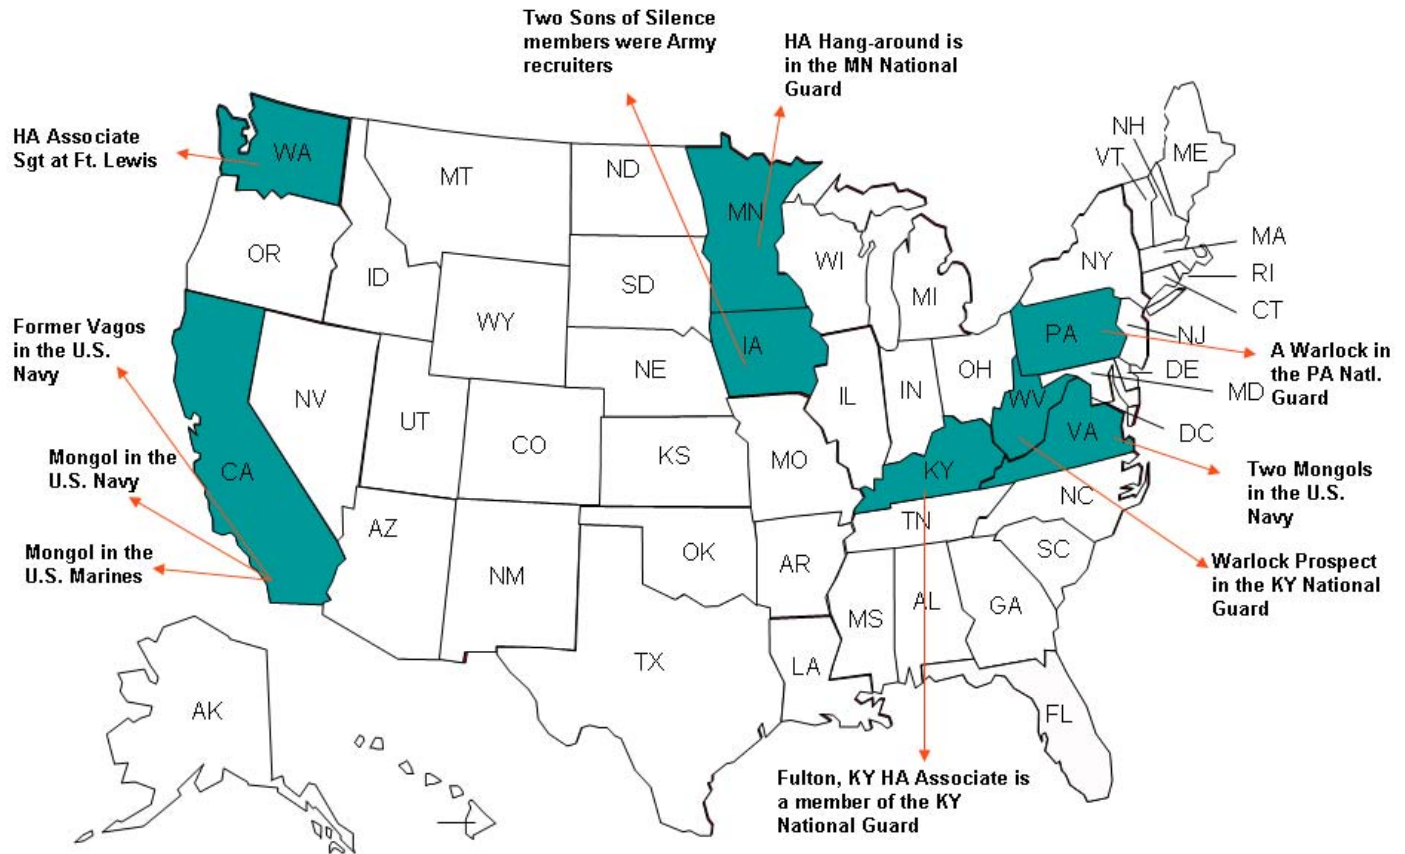 Two Sons of Silence
members were Army
recruiters
HA Hang-around is
in the MN National
Guard
HA Associate
Sgt at Ft. Lewis
Former Vagos
in the U.S.
Navy
Mongol in the
U.S. Navy
Mongol in the
U.S. Marines
A Warlock in
the PA Natl.
Guard
Two Mongols
in the U.S.
Navy
Warlock Prospect
in the KY National
Guard
Fulton, KY HA Associate is
a member of the KY
National Guard
WA
MT
ND
MN
NH
VT
ME
OR
ID
SD
WI
MI
NY
MA
RI
CT
WY
IA
PA
NJ
DE
MD
DC
NV
UT
CO
NE
KS
MO
IL
IN
OH
WV
VA
KY
CA
AZ
NM
OK
AR
TN
NC
SC
MS
AL
GA
TX
LA
FL
AK